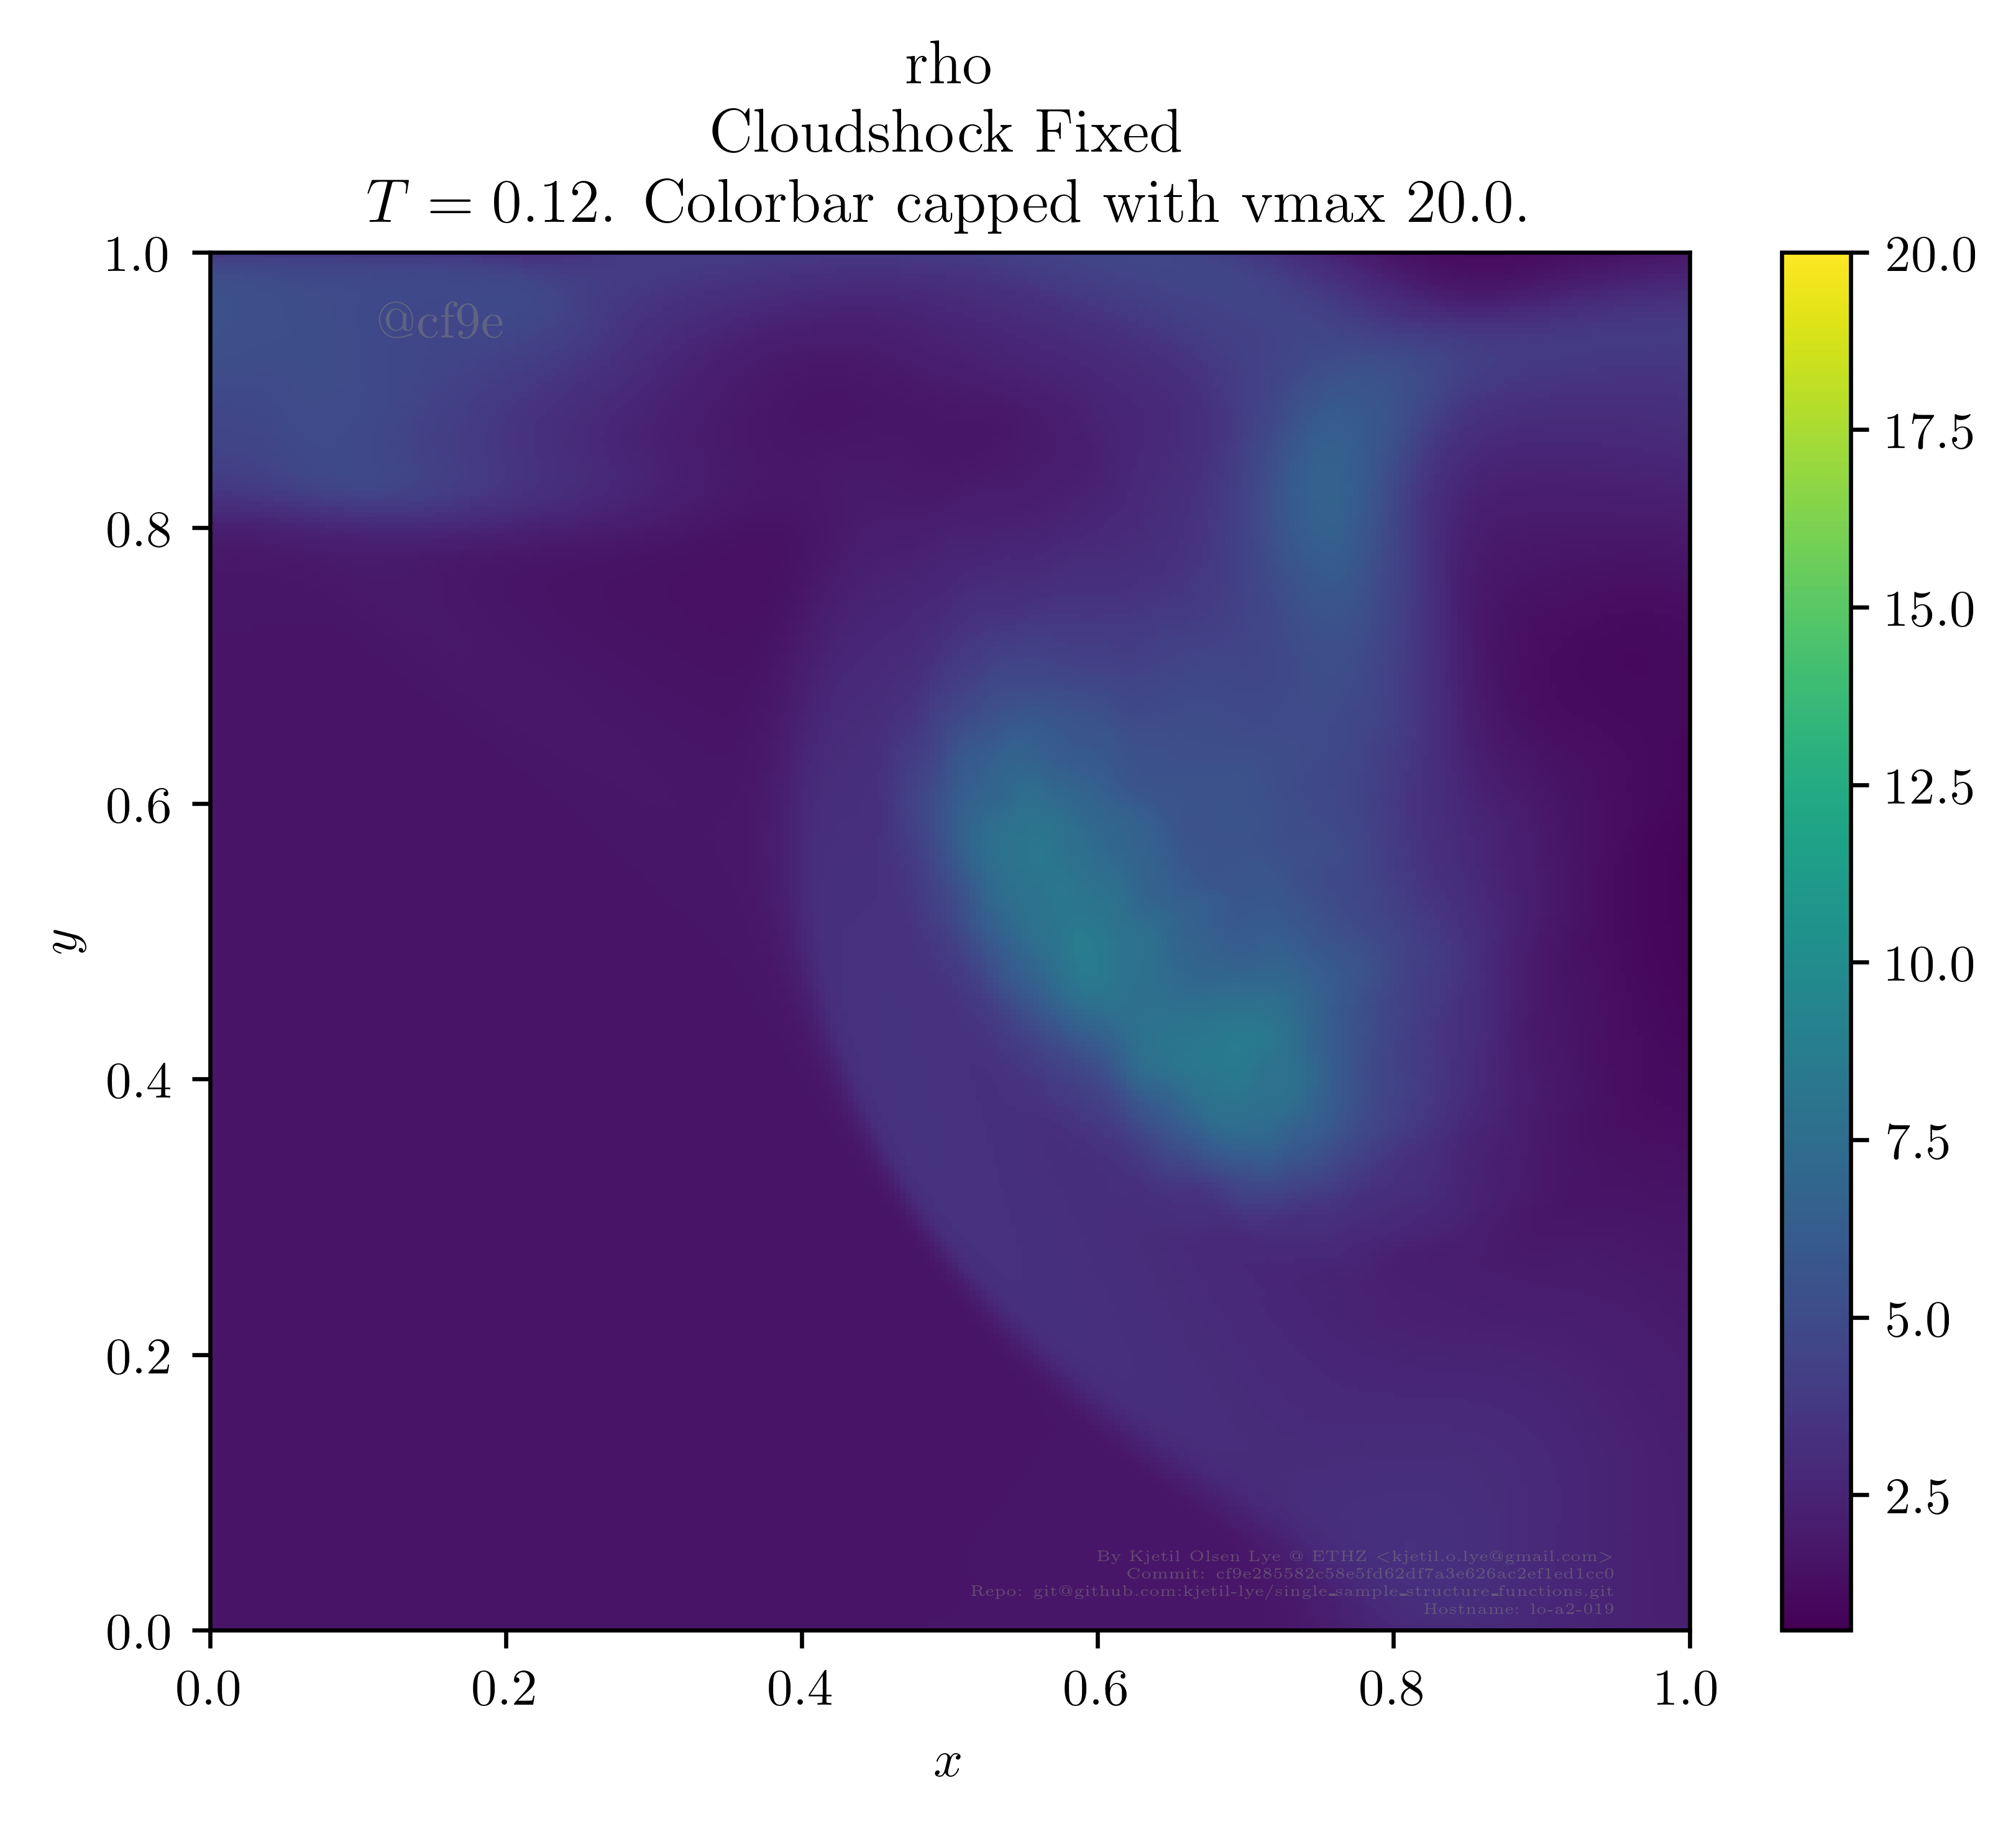 rho
Cloudshock Fixed
T = 0.12. Colorbar capped with vmax 20.0.
1.0
0.8
0.6
0.4
0.2
0.0
y
0.0 0.2 0.4 0.6 0.8 1.0
x
@cf9e
By Kjetil Olsen Lye @ ETHZ <kjetil.o.lye@gmail.com>
Commit: cf9e285582c58e5fd62df7a3e626ac2ef1ed1cc0
Repo: git@github.com:kjetil-lye/single_sample_structure_functions.git
Hostname: lo-a2-019
20.0
17.5
15.0
12.5
10.0
7.5
5.0
2.5